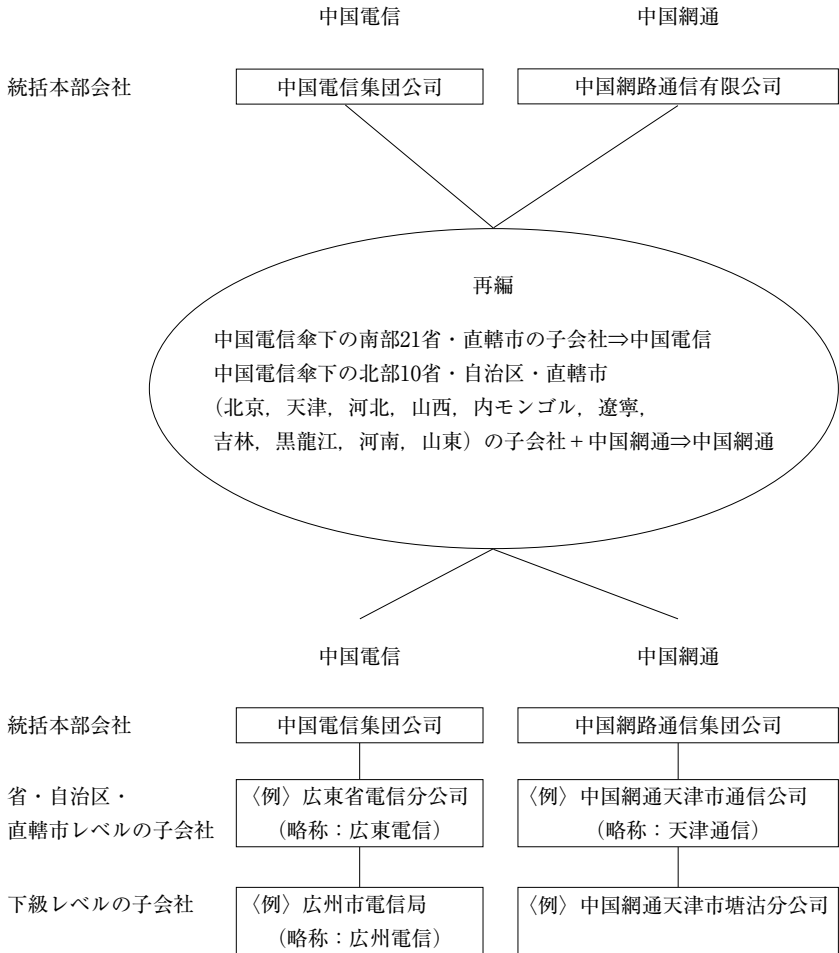 中国電信 中国網通
統括本部会社 中国電信集団公司 中国網路通信有限公司
再編
中国電信傘下の南部21省・直轄市の子会社⇒中国電信
中国電信傘下の北部10省・自治区・直轄市
(北京，天津，河北，山西，内モンゴル，遼寧，
吉林，黒龍江，河南，山東）の子会社＋中国網通⇒中国網通
中国電信 中国網通
統括本部会社 中国電信集団公司 中国網路通信集団公司
省・自治区・ 〈例〉広東省電信分公司 〈例〉中国網通天津市通信公司
直轄市レベルの子会社 （略称：広東電信） （略称：天津通信）
下級レベルの子会社 〈例〉広州市電信局 〈例〉中国網通天津市塘沽分公司
（略称：広州電信）